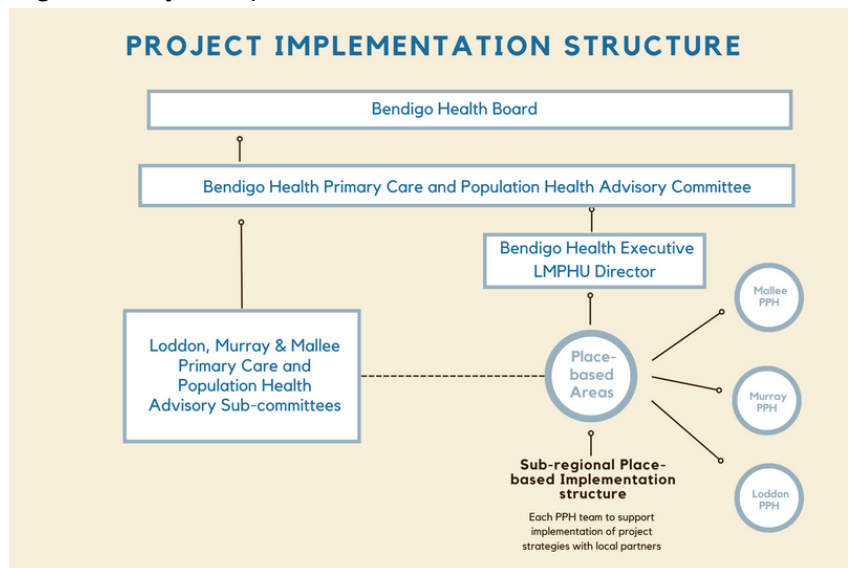 PROJECT IMPLEMENTATION STRUCTURE
Bendigo Health Board
Bendigo Health Primary Care and Population Health Advisory Committee
Bendigo Health Executive
LMPHU Director
Mallee
PPH
Loddon, Murray & Mallee
Primary Care and
Population Health
Advisory Sub-committees
Place-
based
Areas
Murray
PPH
Sub-regional Place-
based Implementation
structure
Each PPH team to support
implementation of project
strategies with local partners
Loddon
PPH